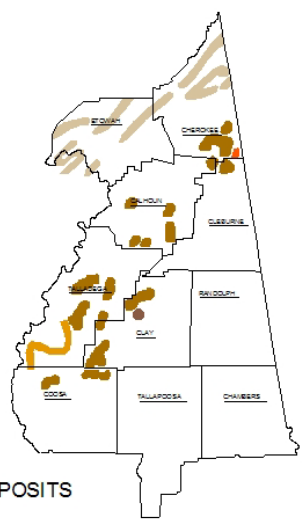 ETOWAH
CHEROKEE
CALHOUN
CLEBURNE
TALLADEGA
RANDOLPH
CLAY
COOSA
TALLAPOOSA
CHAMBERS
POSITS